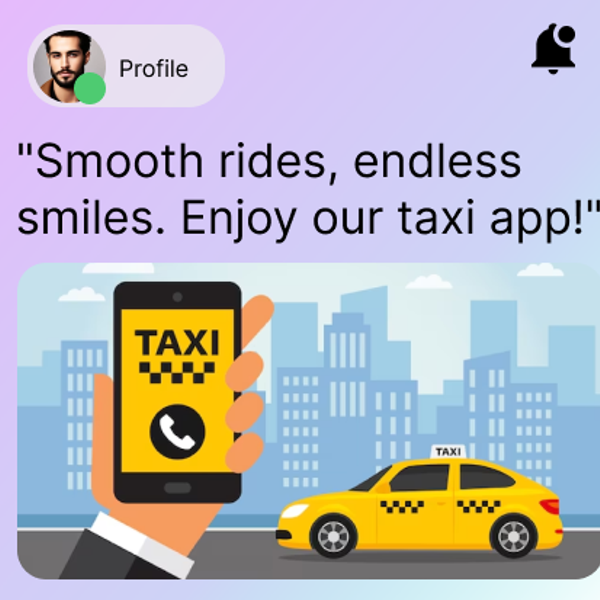 Profile
"Smooth rides, endless
smiles. Enjoy our taxi app!"
TAXI
TAXI